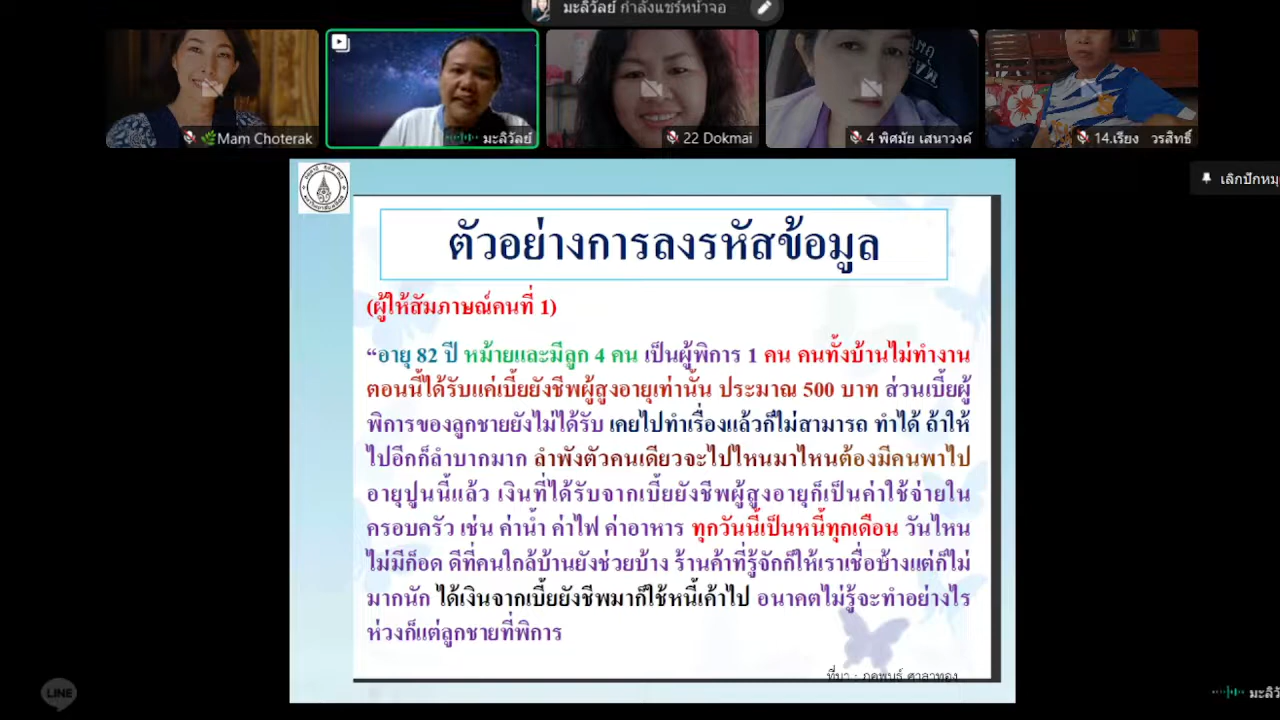 มะลิวัลย์ กำลังแชร์หน้าจอ
🌿Mam Choterak
มะลิวัลย์
22 Dokmai
4 พิศมัย เสนาวงค์
14.เรียง วรสิทธิ์
เลิกปักหมุ
ตัวอย่างการลงรหัสข้อมูล
(ผู้ให้สัมภาษณ์คนที่ 1)
“อายุ 82 ปี หม้ายและมีลูก 4 คน เป็นผู้พิการ 1 คน คนทั้งบ้านไม่ทำงาน
ตอนนี้ได้รับแค่เบี้ยยังชีพผู้สูงอายุเท่านั้น ประมาณ 500 บาท ส่วนเบี้ยผู้
พิการของลูกชายยังไม่ได้รับ เคยไปทำเรื่องแล้วก็ไม่สามารถ ทำได้ ถ้าให้
ไปอีกก็ลำบากมาก ลำพังตัวคนเดียวจะไปไหนมาไหนต้องมีคนพาไป
อายุปูนนี้แล้ว เงินที่ได้รับจากเบี้ยยังชีพผู้สูงอายุก็เป็นค่าใช้จ่ายใน
ครอบครัว เช่น ค่าน้ำ ค่าไฟ ค่าอาหาร ทุกวันนี้เป็นหนี้ทุกเดือน วันไหน
ไม่มีก็อด ดีที่คนใกล้บ้านยังช่วยบ้าง ร้านค้าที่รู้จักก็ให้เราเชื่อบ้างแต่ก็ไม่
มากนัก ได้เงินจากเบี้ยยังชีพมาก็ใช้หนี้เค้าไป อนาคตไม่รู้จะทำอย่างไร
ห่วงก็แต่ลูกชายที่พิการ
ที่มา :
LINE
มะลิวั